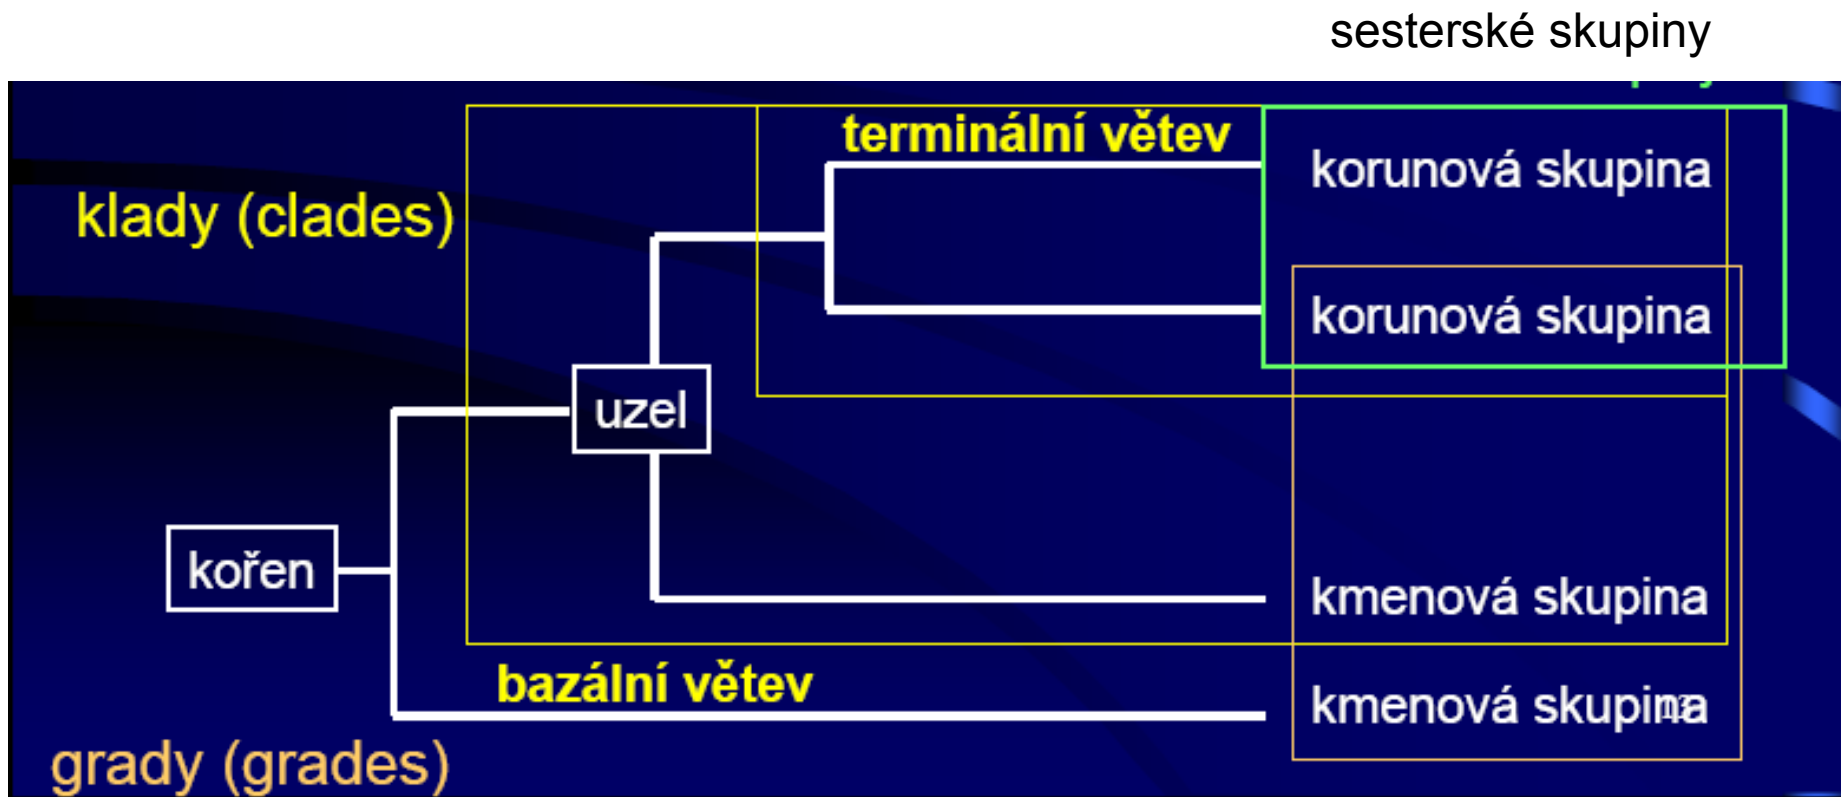 sesterské skupiny
terminální větev
korunová skupina
klady (clades)
korunová skupina
uzel
kořen
kmenová skupina
bazální větev
kmenová skupina
13
grady (grades)